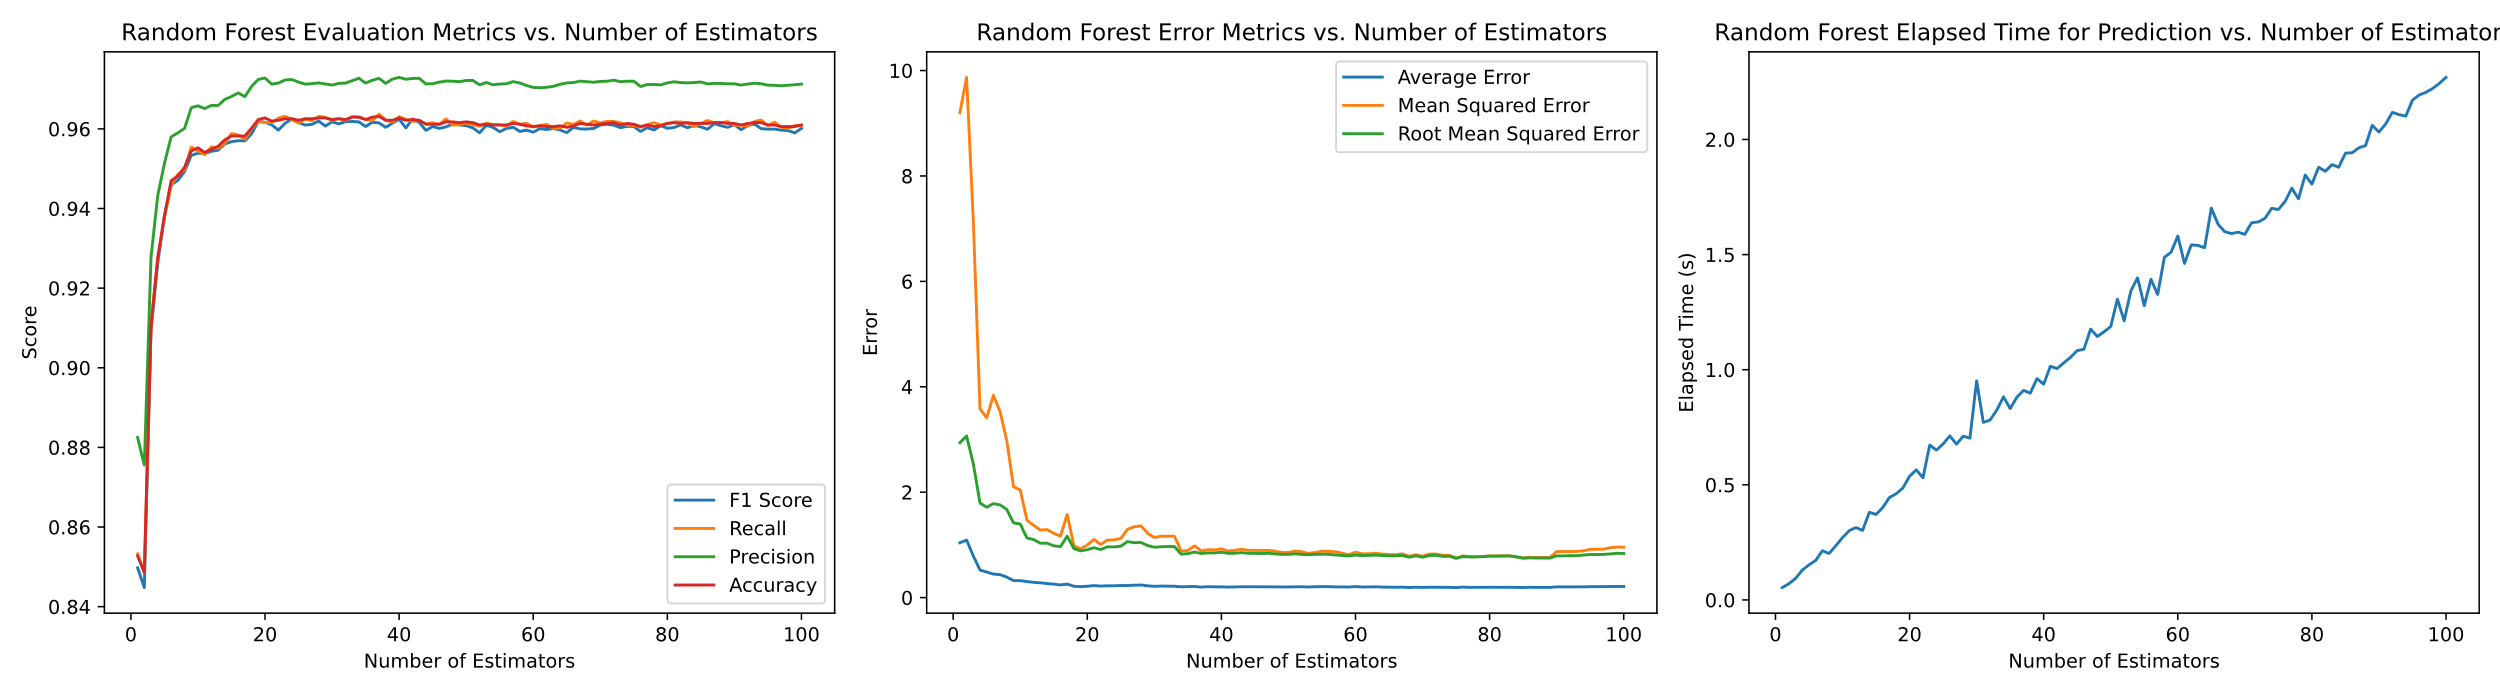 Random Forest Evaluation Metrics vs. Number of Estimators
Score
0.96
0.94
0.92
0.90
0.88
0.86
0.84
F1 Score
Recall
Precision
Accuracy
0 20 40 60 80 100
Number of Estimators
Random Forest Error Metrics vs. Number of Estimators
Error
10
8
6
4
2
0
Average Error
Mean Squared Error
Root Mean Squared Error
0 20 40 60 80 100
Number of Estimators
Random Forest Elapsed Time for Prediction vs. Number of Estimator
Elapsed Time (s)
2.0
1.5
1.0
0.5
0.0
0 20 40 60 80 100
Number of Estimators